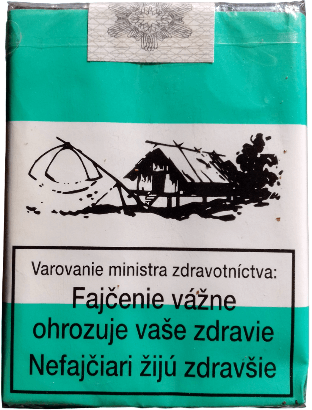 Varovanie ministra zdravotníctva:
Fajčenie vážne
ohrozuje vaše zdravie
Nefajčiari žijú zdravšie